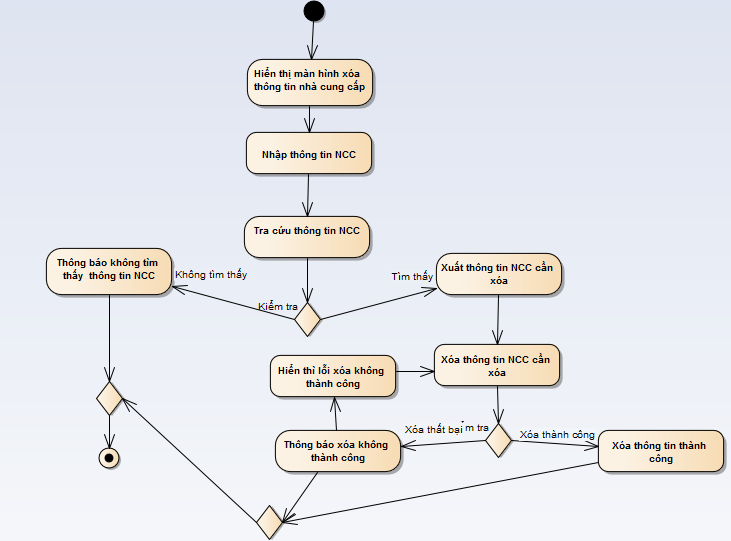 Hiển thị màn hình xóa
thông tin nhà cung cấp
Nhập thông tin NCC
Tra cứu thông tin NCC
Thông báo không tìm
thấy thông tin NCC
Không tìm thấy
Kiểm tra
Tìm thấy
Xuất thông tin NCC cần
xóa
Hiển thì lỗi xóa không
thành công
Xóa thông tin NCC cần
xóa
Xóa thất bại
m tra
Xóa thành công
Thông báo xóa không
thành công
Xóa thông tin thành
công